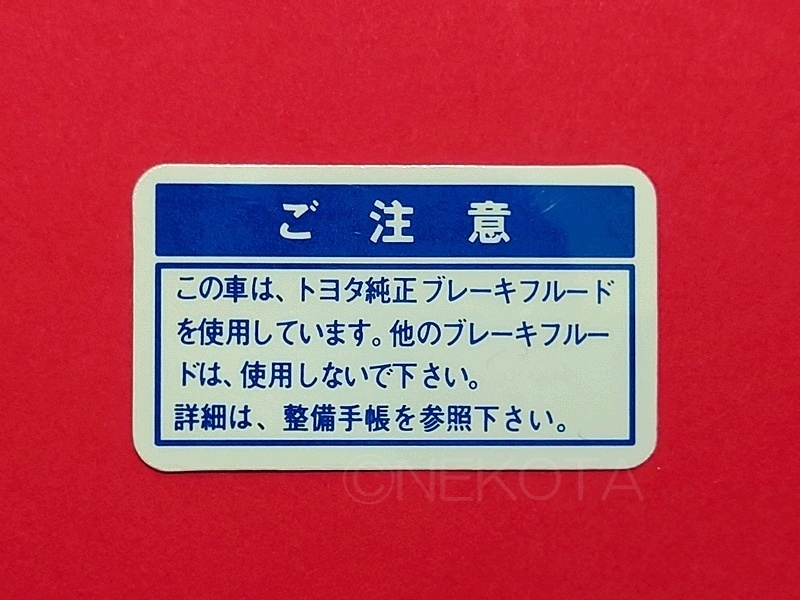 ご注意
この車は、トヨタ純正ブレーキフルード
を使用しています。他のブレーキフルー
ドは、使用しないで下さい。
詳細は、整備手帳を参照下さい。
©NEKOTA